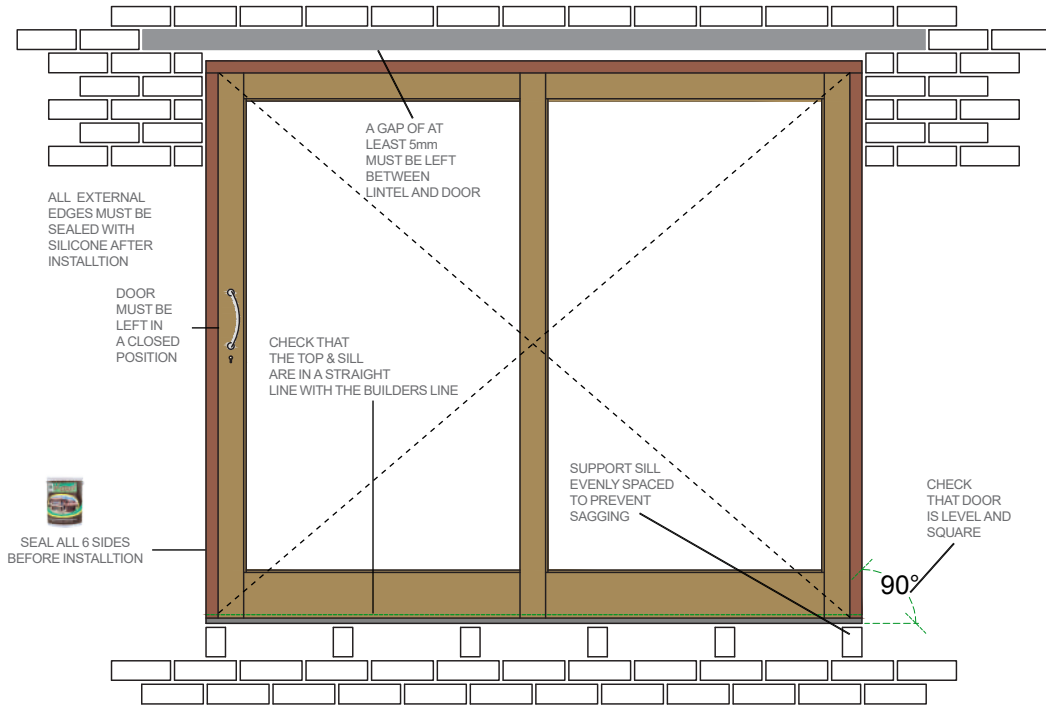 A GAP OF AT
LEAST 5mm
MUST BE LEFT
BETWEEN
LINTEL AND DOOR
ALL EXTERNAL
EDGES MUST BE
SEALED WITH
SILICONE AFTER
INSTALLTION
DOOR
MUST BE
LEFT IN
A CLOSED
POSITION
CHECK THAT
THE TOP & SILL
ARE IN A STRAIGHT
LINE WITH THE BUILDERS LINE
SUPPORT SILL
EVENLY SPACED
TO PREVENT
SAGGING
CHECK
THAT DOOR
IS LEVEL AND
SQUARE
SEAL ALL 6 SIDES
BEFORE INSTALLTION
90°